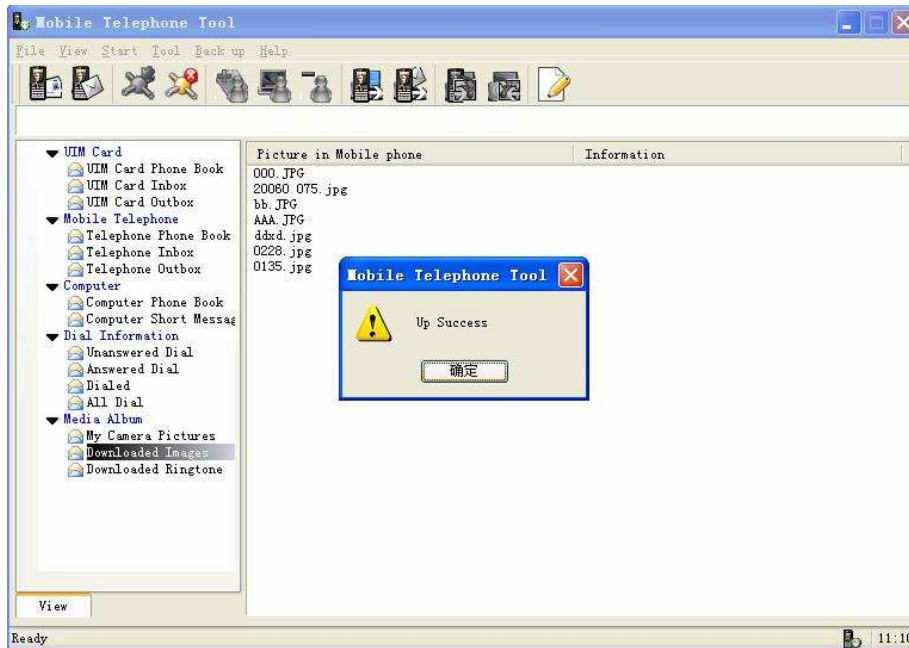 Mobile Telephone Tool
File View Start Tool Back up Help
UIM Card
UIM Card Phone Book
UIM Card Inbox
UIM Card Outbox
Mobile Telephone
Telephone Phone Book
Telephone Inbox
Telephone Outbox
Computer
Computer Phone Book
Computer Short Messag
Dial Information
Unanswered Dial
Answered Dial
Dialed
All Dial
Media Album
My Camera Pictures
Downloaded Images
Downloaded Ringtone
View
Picture in Mobile phone Information
000.JPG
20060 075.jpg
bb.JPG
AAA.JPG
ddxd.jpg
0228.jpg
0135.jpg
Mobile Telephone Tool
Up Success
确定
Ready